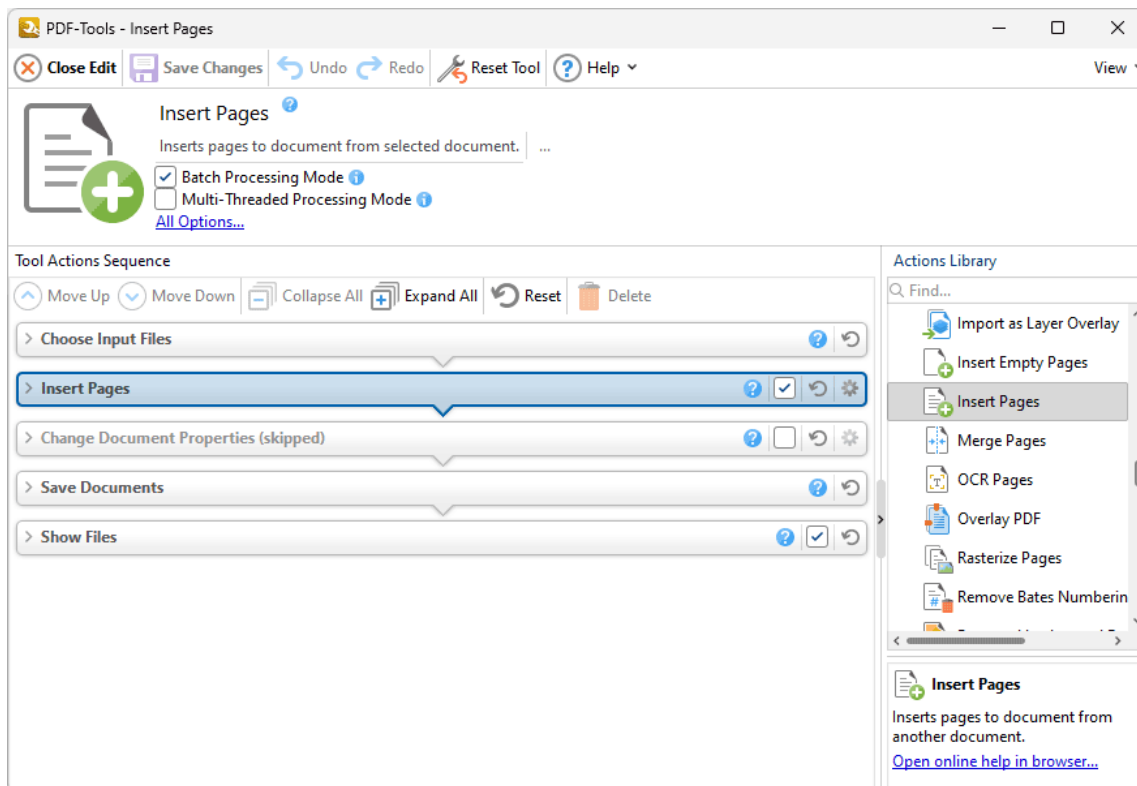 PDF-Tools - Insert Pages
Close Edit Save Changes Undo Redo Reset Tool Help View
Insert Pages
Inserts pages to document from selected document. ...
Batch Processing Mode
Multi-Threaded Processing Mode
All Options...
Tool Actions Sequence
Move Up Move Down Collapse All Expand All Reset Delete
Choose Input Files
Insert Pages
Change Document Properties (skipped)
Save Documents
Show Files
Actions Library
Find...
Import as Layer Overlay
Insert Empty Pages
Insert Pages
Merge Pages
OCR Pages
Overlay PDF
Rasterize Pages
Remove Bates Numberin
Insert Pages
Inserts pages to document from
another document.
Open online help in browser...